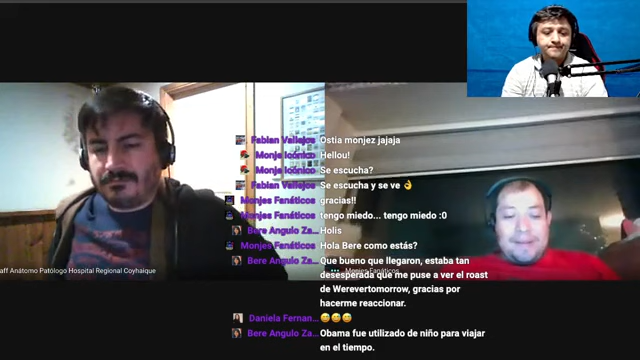 Fabian Vallejos Ostia monjez jajaja
Monje Icónico Hellou!
Monje Icónico Se escucha?
Fabian Vallejos Se escucha y se ve 👌
Monjes Fanáticos gracias!!
Monjes Fanáticos tengo miedo... tengo miedo :0
Bere Angulo Za... Holis
Monjes Fanáticos Hola Bere como estás?
Bere Angulo Za... Que bueno que llegaron, estaba tan
desesperada que me puse a ver el roast
de Werevertomorrow, gracias por
hacerme reaccionar.
aff Anátomo Patólogo Hospital Regional Coyhaique
Monjes Fanáticos
Daniela Fernan... 😅😅😅
Bere Angulo Za... Obama fue utilizado de niño para viajar
en el tiempo.